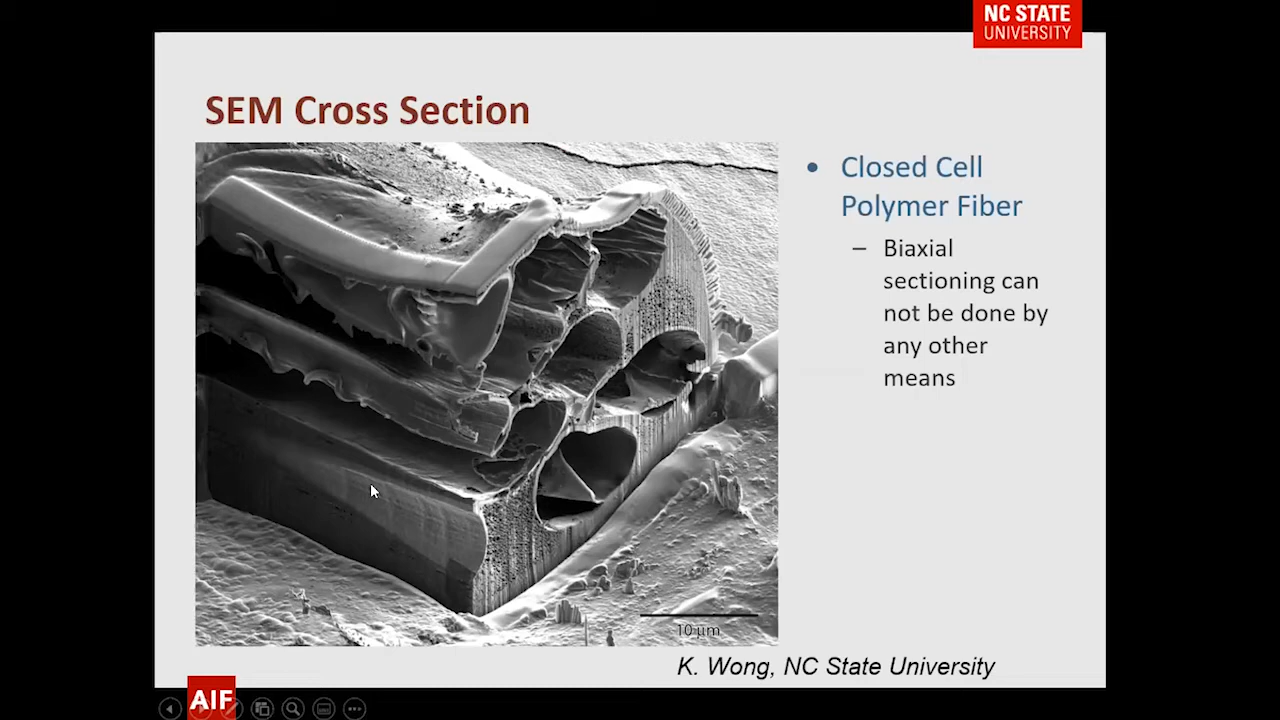 NC STATE
UNIVERSITY
SEM Cross Section
• Closed Cell
Polymer Fiber
– Biaxial
sectioning can
not be done by
any other
means
10 µm
K. Wong, NC State University
AIF